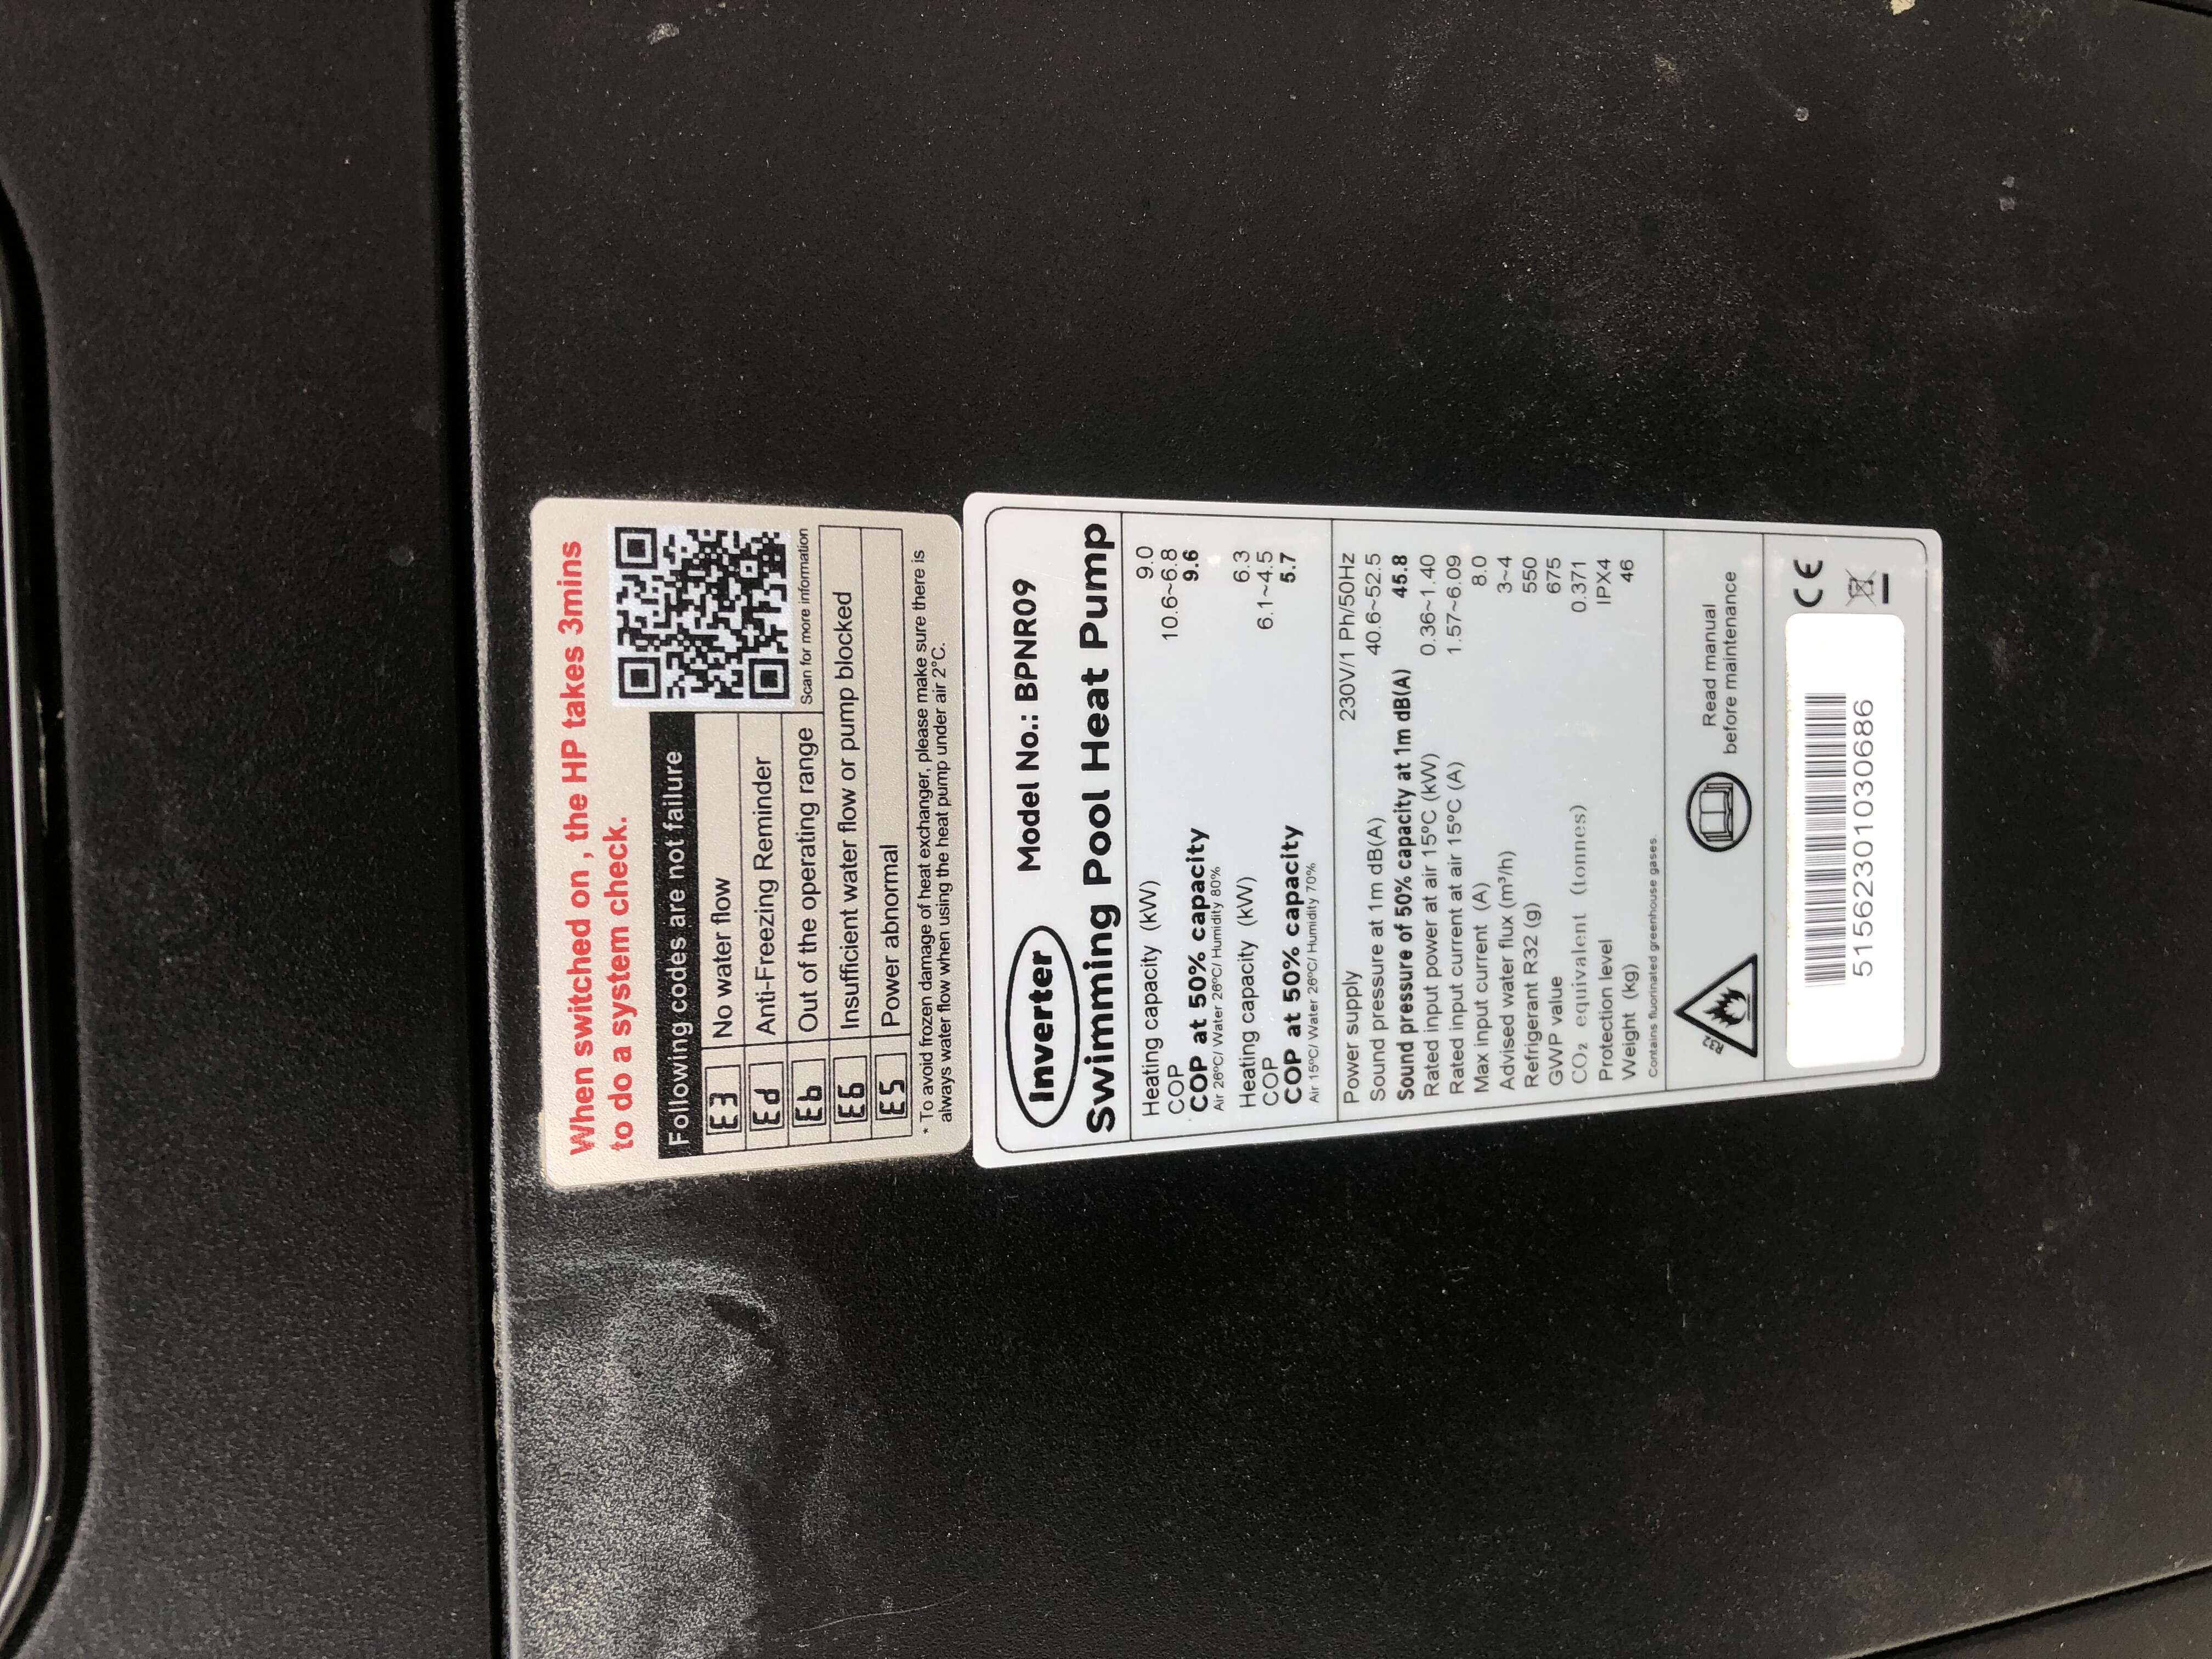 When switched on , the HP takes 3mins
to do a system check.
Following codes are not failure
E3 No water flow
Ed Anti-Freezing Reminder
Eb Out of the operating range
Scan for more information
E6 Insufficient water flow or pump blocked
E5 Power abnormal
* To avoid frozen damage of heat exchanger, please make sure there is
always water flow when using the heat pump under air 2°C.
Inverter Model No.: BPNR09
Swimming Pool Heat Pump
Heating capacity (kW) 9.0
COP 10.6~6.8
COP at 50% capacity 9.6
Air 26ºC/ Water 26ºC/ Humidity 80%
Heating capacity (kW) 6.3
COP 6.1~4.5
COP at 50% capacity 5.7
Air 15ºC/ Water 26ºC/ Humidity 70%
Power supply 230V/1 Ph/50Hz
Sound pressure at 1m dB(A) 40.6~52.5
Sound pressure of 50% capacity at 1m dB(A) 45.8
Rated input power at air 15ºC (kW) 0.36~1.40
Rated input current at air 15ºC (A) 1.57~6.09
Max input current (A) 8.0
Advised water flux (m³/h) 3~4
Refrigerant R32 (g) 550
GWP value 675
CO₂ equivalent (tonnes) 0.371
Protection level IPX4
Weight (kg) 46
Contains fluorinated greenhouse gases.
R32
Read manual
before maintenance
CE
5156230103030686